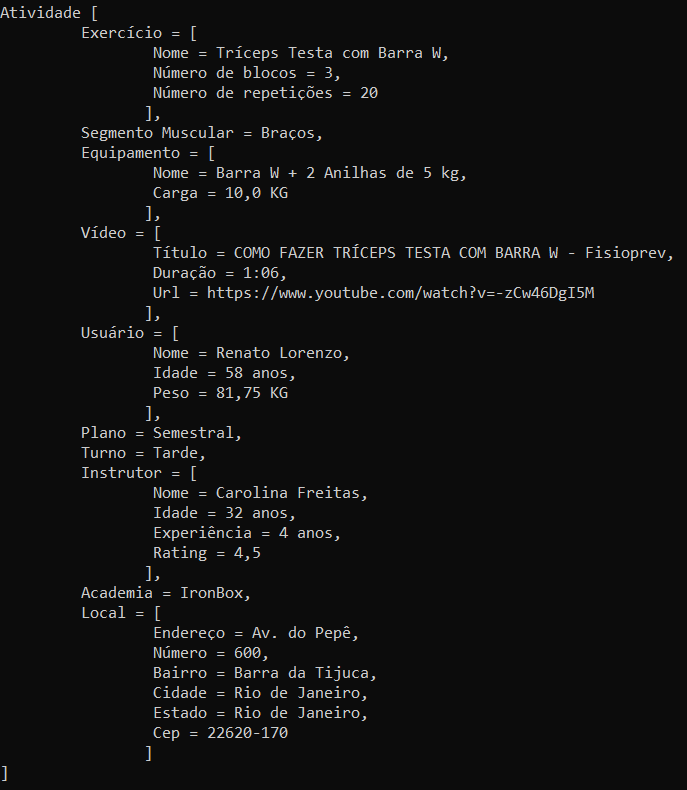 Atividade [
Exercício = [
Nome = Tríceps Testa com Barra W,
Número de blocos = 3,
Número de repetições = 20
],
Segmento Muscular = Braços,
Equipamento = [
Nome = Barra W + 2 Anilhas de 5 kg,
Carga = 10,0 KG
],
Vídeo = [
Título = COMO FAZER TRÍCEPS TESTA COM BARRA W - Fisioprev,
Duração = 1:06,
Url = https://www.youtube.com/watch?v=-zCw46DgI5M
],
Usuário = [
Nome = Renato Lorenzo,
Idade = 58 anos,
Peso = 81,75 KG
],
Plano = Semestral,
Turno = Tarde,
Instrutor = [
Nome = Carolina Freitas,
Idade = 32 anos,
Experiência = 4 anos,
Rating = 4,5
],
Academia = IronBox,
Local = [
Endereço = Av. do Pepê,
Número = 600,
Bairro = Barra da Tijuca,
Cidade = Rio de Janeiro,
Estado = Rio de Janeiro,
Cep = 22620-170
]
]